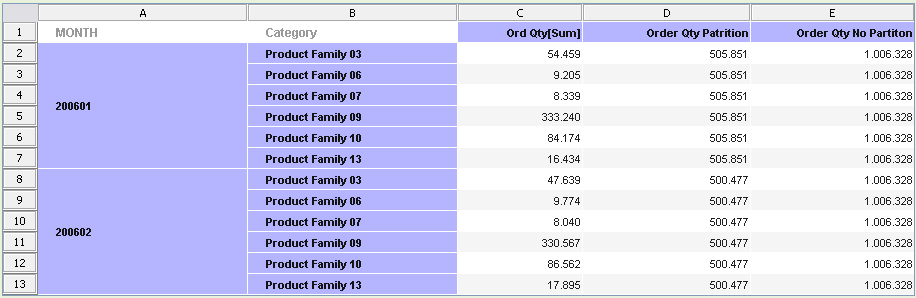 A B C D E
1 MONTH Category Ord Qty[Sum] Order Qty Patrition Order Qty No Partiton
2 Product Family 03 54.459 505.851 1.006.328
3 Product Family 06 9.205 505.851 1.006.328
4 200601 Product Family 07 8.339 505.851 1.006.328
5 Product Family 09 333.240 505.851 1.006.328
6 Product Family 10 84.174 505.851 1.006.328
7 Product Family 13 16.434 505.851 1.006.328
8 Product Family 03 47.639 500.477 1.006.328
9 Product Family 06 9.774 500.477 1.006.328
10 200602 Product Family 07 8.040 500.477 1.006.328
11 Product Family 09 330.567 500.477 1.006.328
12 Product Family 10 86.562 500.477 1.006.328
13 Product Family 13 17.895 500.477 1.006.328